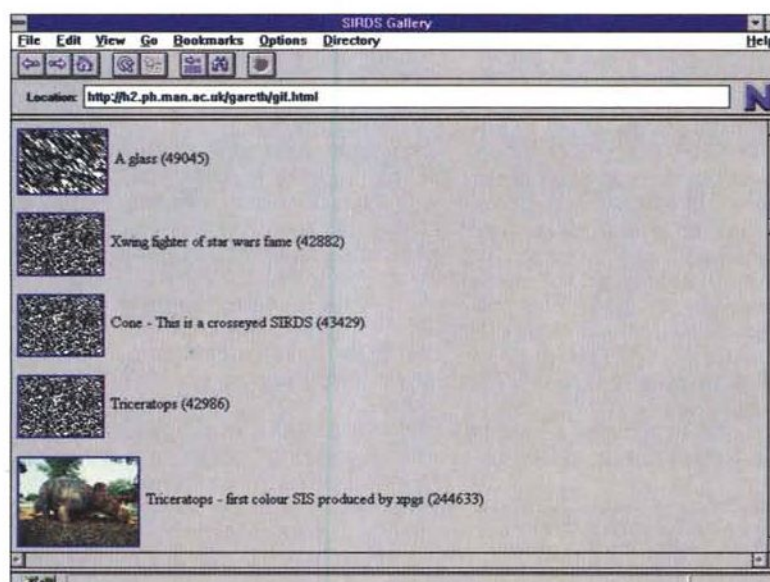 SIRDS Gallery
File Edit View Go Bookmarks Options Directory Help
Location: http://h2.ph.man.ac.uk/gareth/gif.html
N
A glass (49045)
Xwing fighter of star wars fame (42882)
Cone - This is a crosseyed SIRDS (43429)
Triceratops (42986)
Triceratops - first colour SIS produced by xpgs (244633)